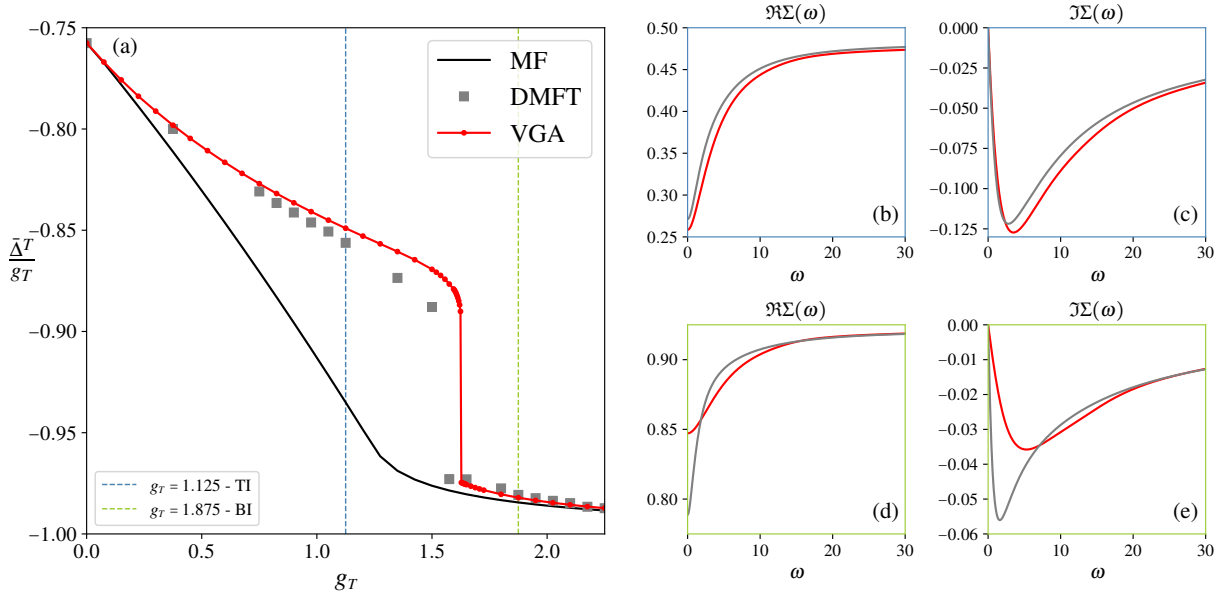 (a)
MF
DMFT
VGA
−0.75
−0.80
−0.85
−0.90
−0.95
−1.00
Δ̄ᵀ
g_T
g_T = 1.125 - TI
g_T = 1.875 - BI
0.0 0.5 1.0 1.5 2.0
g_T
ℜΣ(ω)
0.50
0.45
0.40
0.35
0.30
0.25
(b)
0 10 20 30
ω
ℑΣ(ω)
0.000
−0.025
−0.050
−0.075
−0.100
−0.125
(c)
0 10 20 30
ω
ℜΣ(ω)
0.90
0.85
0.80
(d)
0 10 20 30
ω
ℑΣ(ω)
0.00
−0.01
−0.02
−0.03
−0.04
−0.05
−0.06
(e)
0 10 20 30
ω